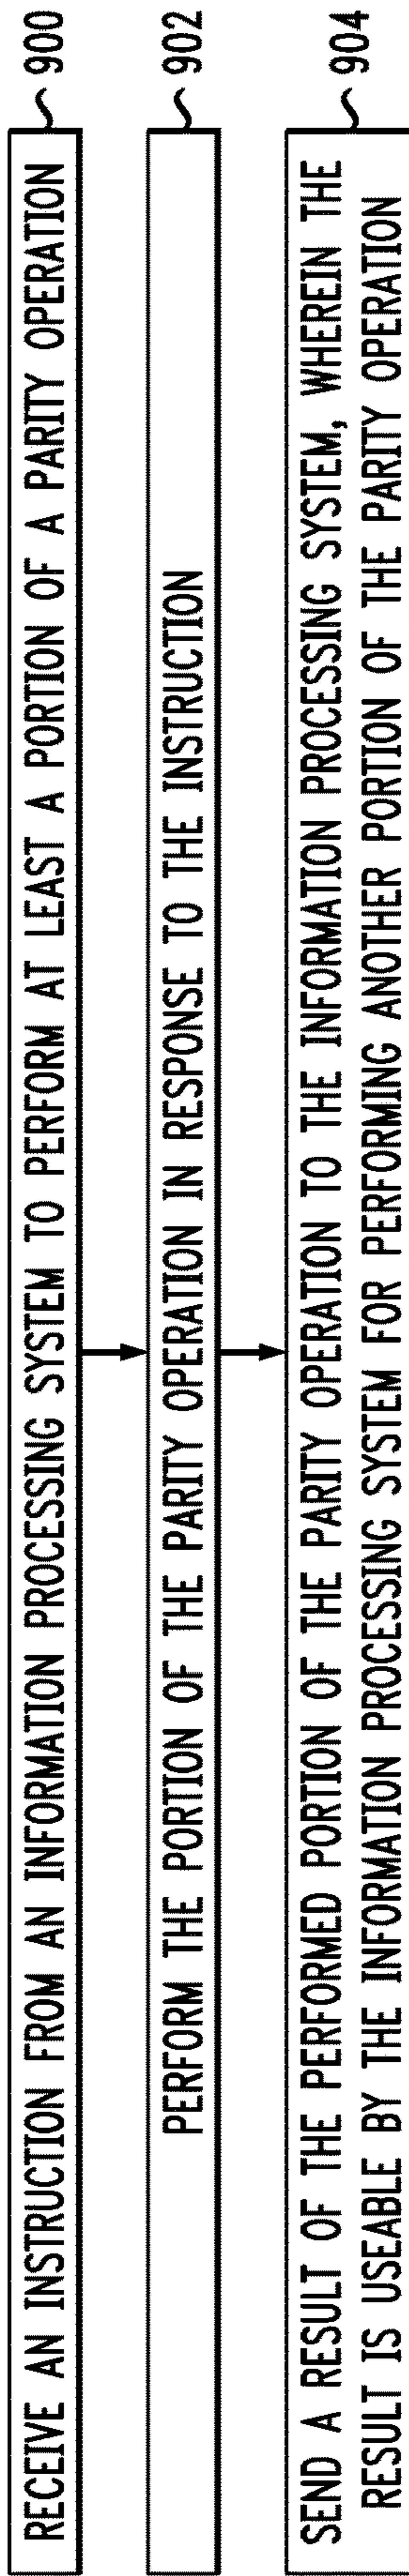 RECEIVE AN INSTRUCTION FROM AN INFORMATION PROCESSING SYSTEM TO PERFORM AT LEAST A PORTION OF A PARITY OPERATION
900
PERFORM THE PORTION OF THE PARITY OPERATION IN RESPONSE TO THE INSTRUCTION
902
SEND A RESULT OF THE PERFORMED PORTION OF THE PARITY OPERATION TO THE INFORMATION PROCESSING SYSTEM, WHEREIN THE
RESULT IS USEABLE BY THE INFORMATION PROCESSING SYSTEM FOR PERFORMING ANOTHER PORTION OF THE PARITY OPERATION
904